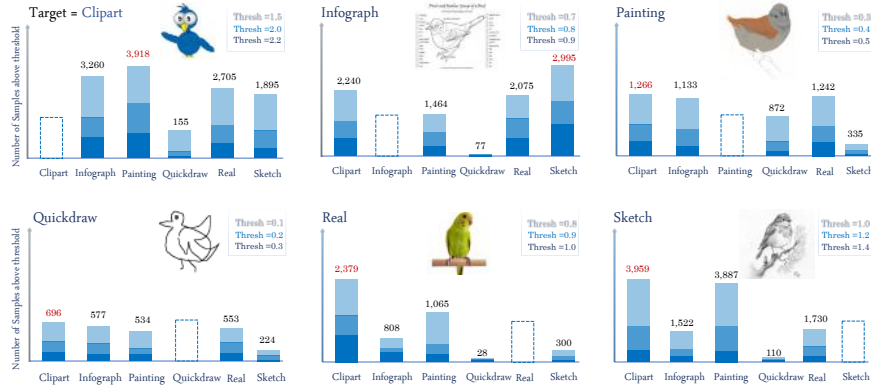 Target = Clipart
Thresh =1.5
Thresh =2.0
Thresh =2.2
Number of Samples above threshold
3,260
3,918
155
2,705
1,895
Clipart Infograph Painting Quickdraw Real Sketch
Infograph
Thresh =0.7
Thresh =0.8
Thresh =0.9
2,240
1,464
77
2,075
2,995
Clipart Infograph Painting Quickdraw Real Sketch
Painting
Thresh =0.3
Thresh =0.4
Thresh =0.5
1,266
1,133
872
1,242
335
Clipart Infograph Painting Quickdraw Real Sketch
Quickdraw
Thresh =0.1
Thresh =0.2
Thresh =0.3
Number of Samples above threshold
696
577
534
553
224
Clipart Infograph Painting Quickdraw Real Sketch
Real
Thresh =0.8
Thresh =0.9
Thresh =1.0
2,379
808
1,065
28
300
Clipart Infograph Painting Quickdraw Real Sketch
Sketch
Thresh =1.0
Thresh =1.2
Thresh =1.4
3,959
1,522
3,887
110
1,730
Clipart Infograph Painting Quickdraw Real Sketch